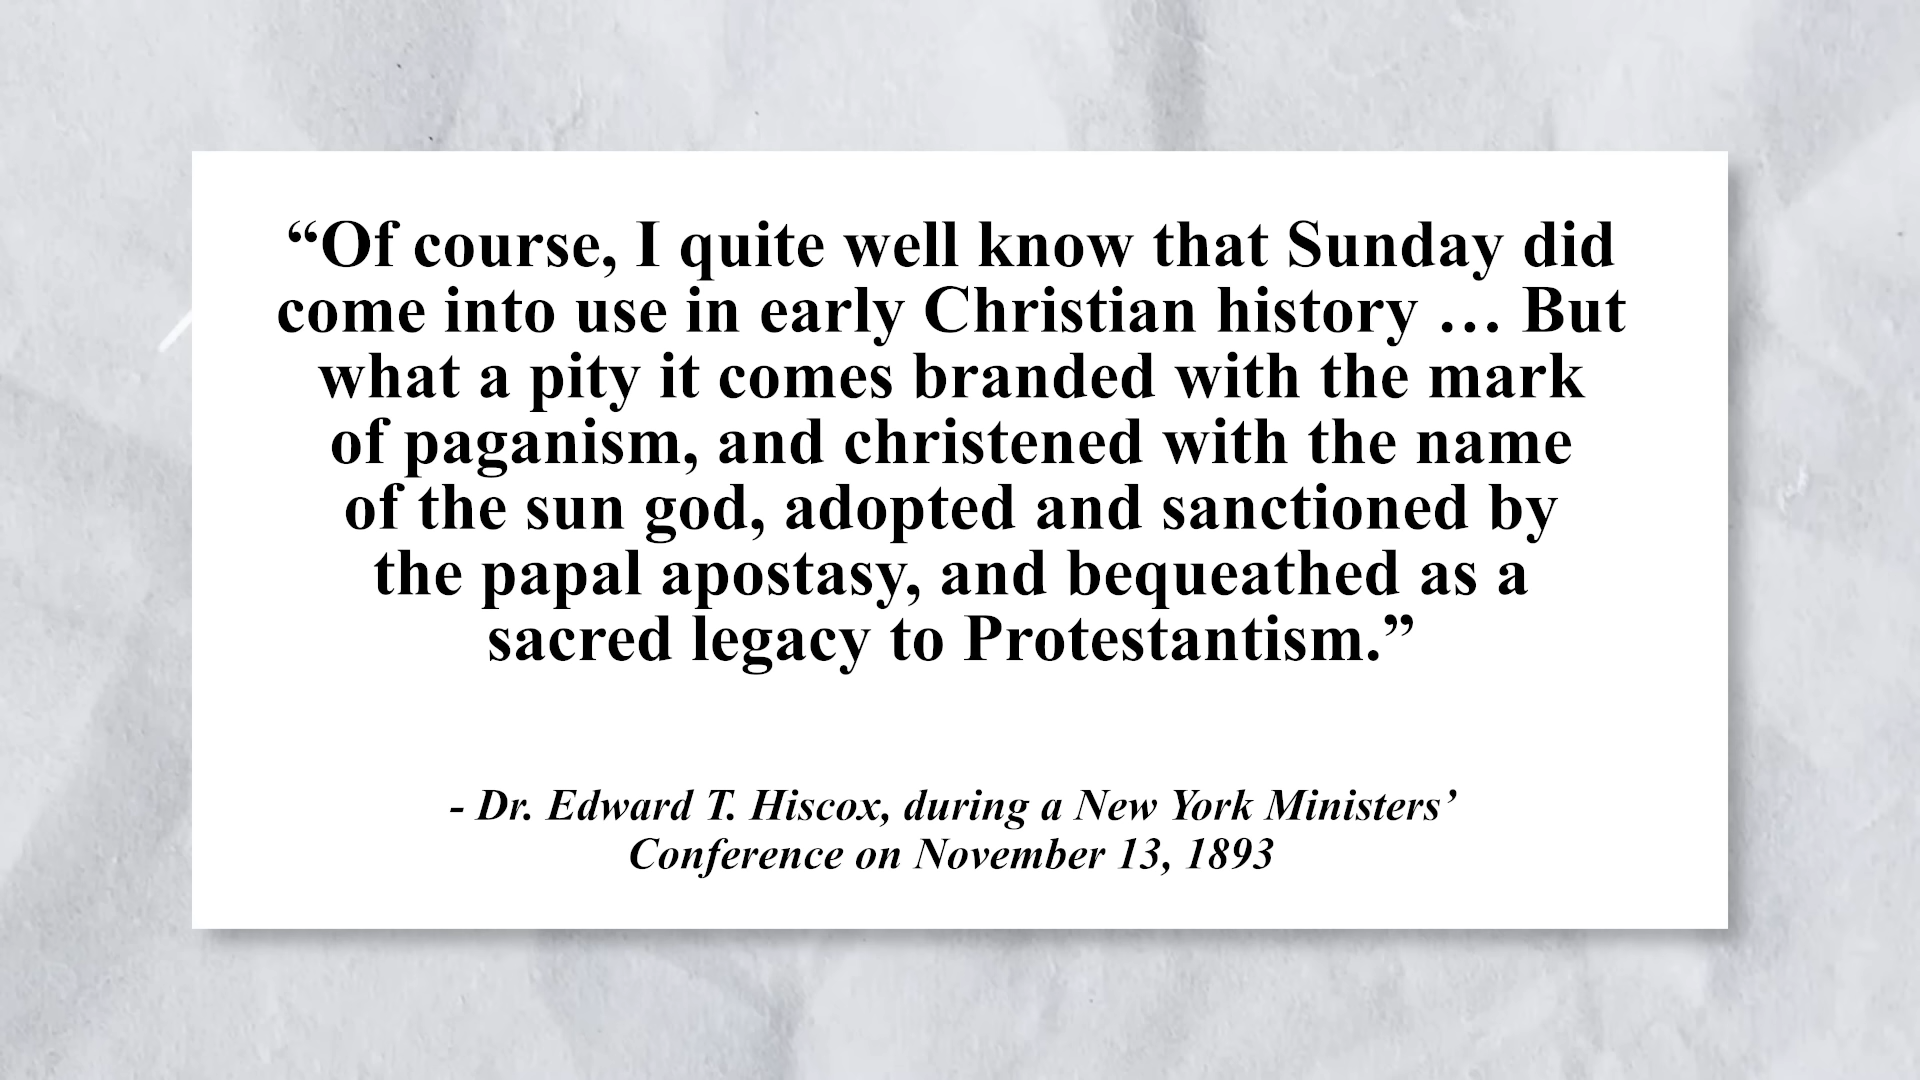 “Of course, I quite well know that Sunday did
come into use in early Christian history … But
what a pity it comes branded with the mark
of paganism, and christened with the name
of the sun god, adopted and sanctioned by
the papal apostasy, and bequeathed as a
sacred legacy to Protestantism.”
- Dr. Edward T. Hiscox, during a New York Ministers’
Conference on November 13, 1893